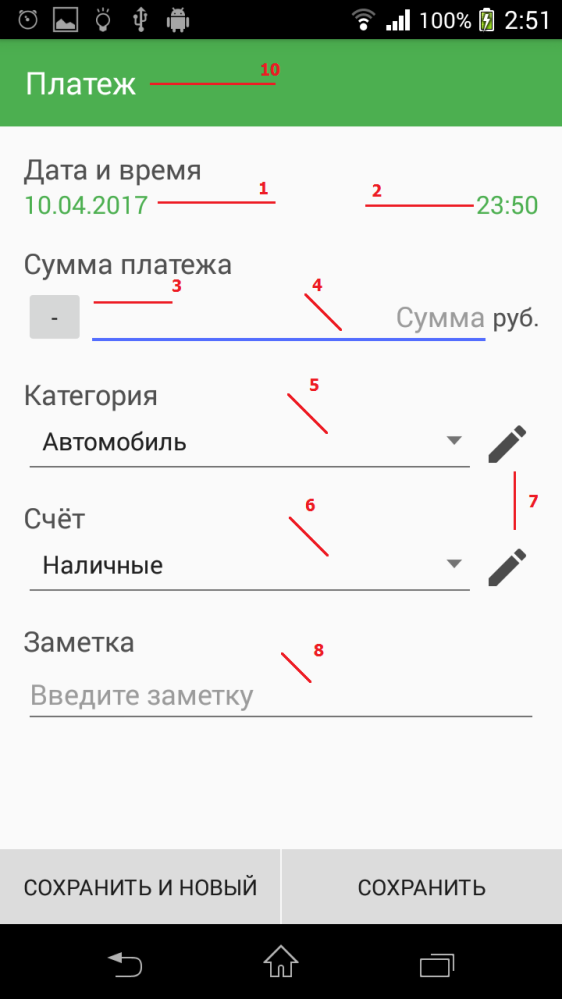 100% 2:51
Платеж 10
Дата и время
10.04.2017 1 2 23:50
Сумма платежа
3 4
- Сумма руб.
Категория 5
Автомобиль
7
Счёт 6
Наличные
Заметка 8
Введите заметку
СОХРАНИТЬ И НОВЫЙ СОХРАНИТЬ